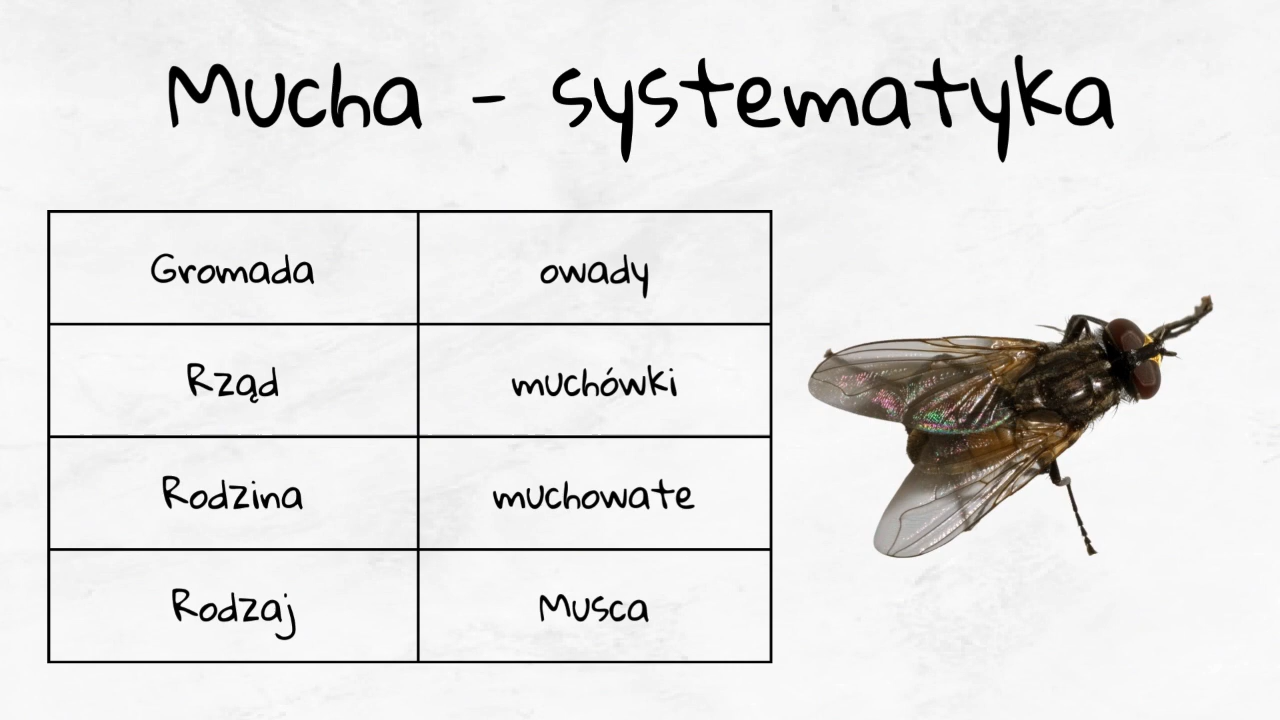 Mucha - systematyka
Gromada owady
Rząd muchówki
Rodzina muchowate
Rodzaj Musca